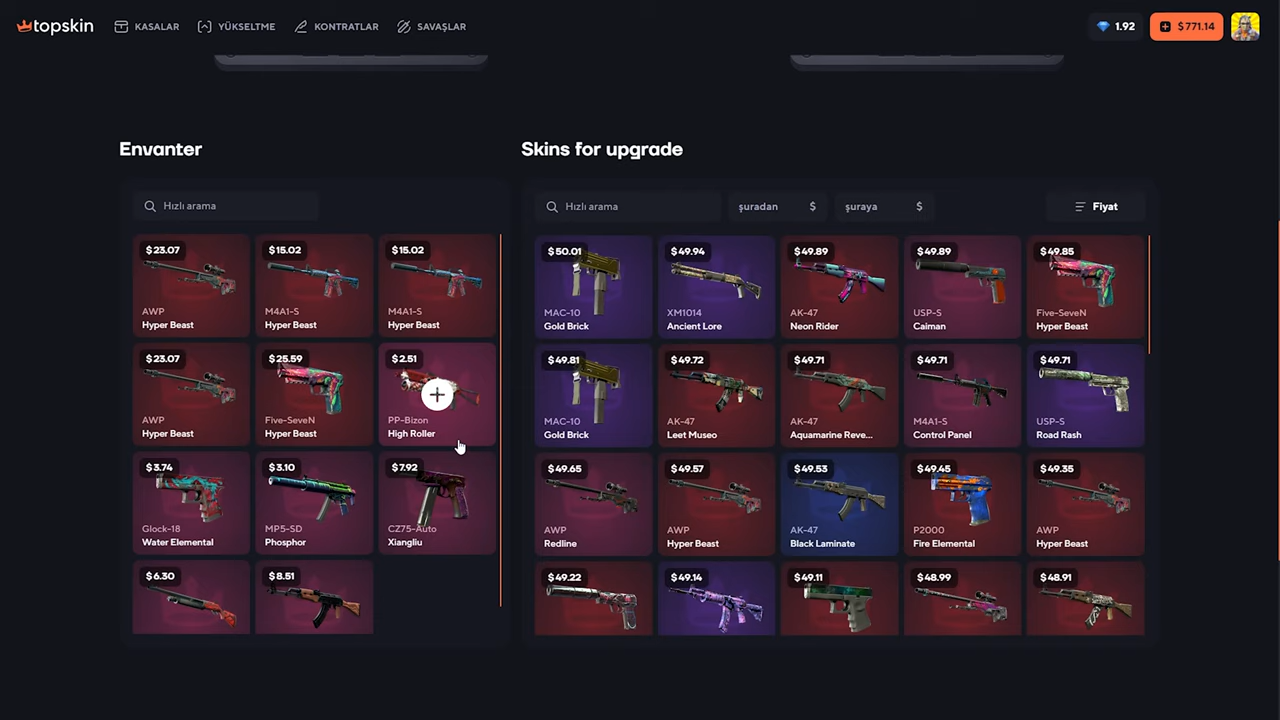 topskin KASALAR YÜKSELTME KONTRATLAR SAVAŞLAR 1.92 $771.14
Envanter
Hızlı arama
$23.07 $15.02 $15.02
AWP M4A1-S M4A1-S
Hyper Beast Hyper Beast Hyper Beast
$23.07 $25.59 $2.51
AWP Five-SeveN PP-Bizon
Hyper Beast Hyper Beast High Roller
$3.74 $3.10 $7.92
Glock-18 MP5-SD CZ75-Auto
Water Elemental Phosphor Xiangliu
$6.30 $8.51
Skins for upgrade
Hızlı arama şuradan $ şuraya $ Fiyat
$50.01 $49.94 $49.89 $49.89 $49.85
MAC-10 XM1014 AK-47 USP-S Five-SeveN
Gold Brick Ancient Lore Neon Rider Caiman Hyper Beast
$49.81 $49.72 $49.71 $49.71 $49.71
MAC-10 AK-47 AK-47 M4A1-S USP-S
Gold Brick Leet Museo Aquamarine Reve... Control Panel Road Rash
$49.65 $49.57 $49.53 $49.45 $49.35
AWP AWP AK-47 P2000 AWP
Redline Hyper Beast Black Laminate Fire Elemental Hyper Beast
$49.22 $49.14 $49.11 $48.99 $48.91